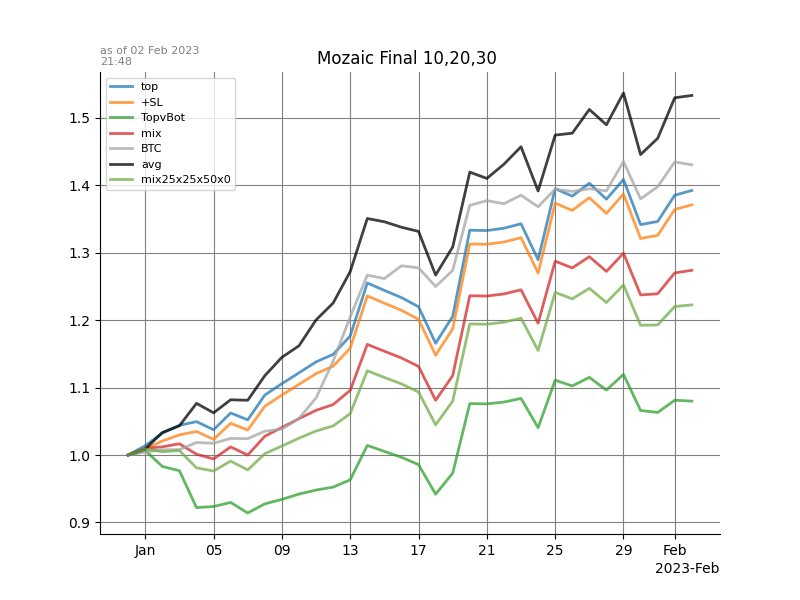 as of 02 Feb 2023
21:48
Mozaic Final 10,20,30
top
+SL
TopvBot
mix
BTC
avg
mix25x25x50x0
1.5
1.4
1.3
1.2
1.1
1.0
0.9
Jan 05 09 13 17 21 25 29 Feb
2023-Feb